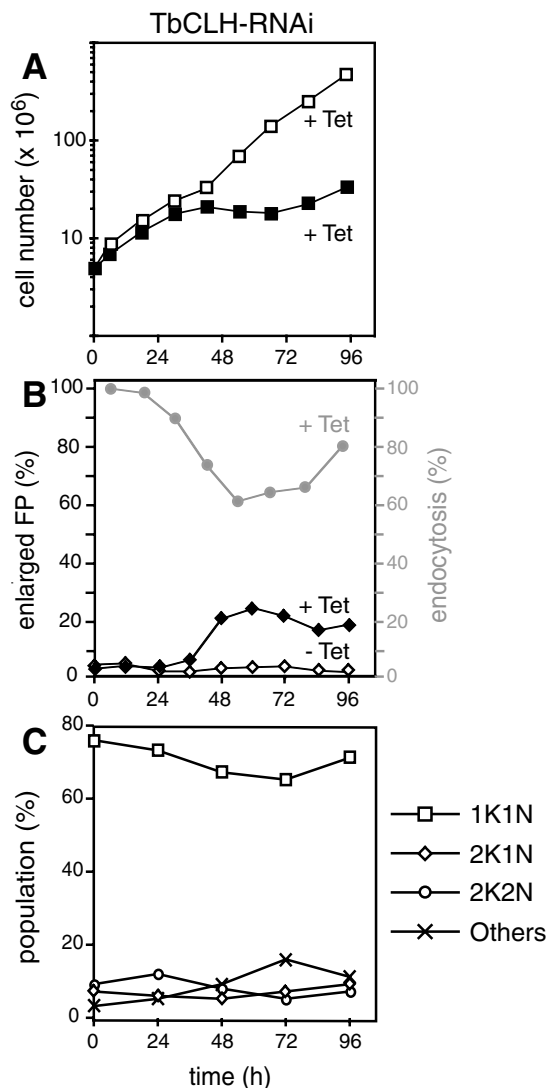 TbCLH-RNAi
A
cell number (x 10⁶)
100
10
+ Tet
+ Tet
0 24 48 72 96
B
enlarged FP (%)
100
80
60
40
20
0
+ Tet
+ Tet
- Tet
100
80
60
40
20
0
endocytosis (%)
0 24 48 72 96
C
population (%)
80
60
40
20
0
0 24 48 72 96
time (h)
1K1N
2K1N
2K2N
Others